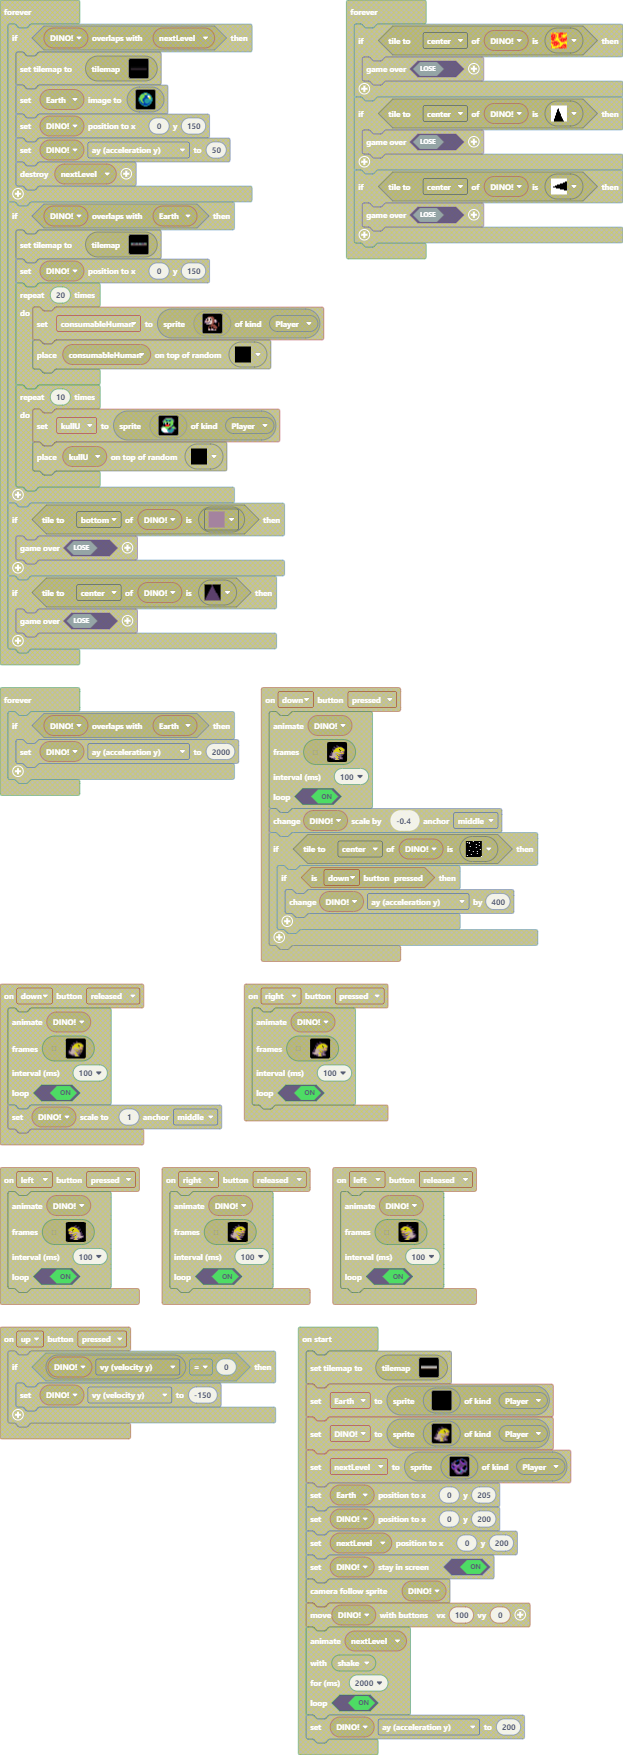 forever
if DINO! overlaps with nextLevel then
set tilemap to tilemap
set Earth image to
set DINO! position to x 0 y 150
set DINO! ay (acceleration y) to 50
destroy nextLevel
if DINO! overlaps with Earth then
set tilemap to tilemap
set DINO! position to x 0 y 150
repeat 20 times
do
set consumableHuman to sprite of kind Player
place consumableHuman on top of random
repeat 10 times
do
set kullU to sprite of kind Player
place kullU on top of random
if tile to bottom of DINO! is then
game over LOSE
if tile to center of DINO! is then
game over LOSE
forever
if tile to center of DINO! is then
game over LOSE
if tile to center of DINO! is then
game over LOSE
if tile to center of DINO! is then
game over LOSE
forever
if DINO! overlaps with Earth then
set DINO! ay (acceleration y) to 2000
on down button pressed
animate DINO!
frames
interval (ms) 100
loop ON
change DINO! scale by -0.4 anchor middle
if tile to center of DINO! is then
if is down button pressed then
change DINO! ay (acceleration y) by 400
on down button released
animate DINO!
frames
interval (ms) 100
loop ON
set DINO! scale to 1 anchor middle
on right button pressed
animate DINO!
frames
interval (ms) 100
loop ON
on left button pressed
animate DINO!
frames
interval (ms) 100
loop ON
on right button released
animate DINO!
frames
interval (ms) 100
loop ON
on left button released
animate DINO!
frames
interval (ms) 100
loop ON
on up button pressed
if DINO! vy (velocity y) = 0 then
set DINO! vy (velocity y) to -150
on start
set tilemap to tilemap
set Earth to sprite of kind Player
set DINO! to sprite of kind Player
set nextLevel to sprite of kind Player
set Earth position to x 0 y 205
set DINO! position to x 0 y 200
set nextLevel position to x 0 y 200
set DINO! stay in screen ON
camera follow sprite DINO!
move DINO! with buttons vx 100 vy 0
animate nextLevel
with shake
for (ms) 2000
loop ON
set DINO! ay (acceleration y) to 200